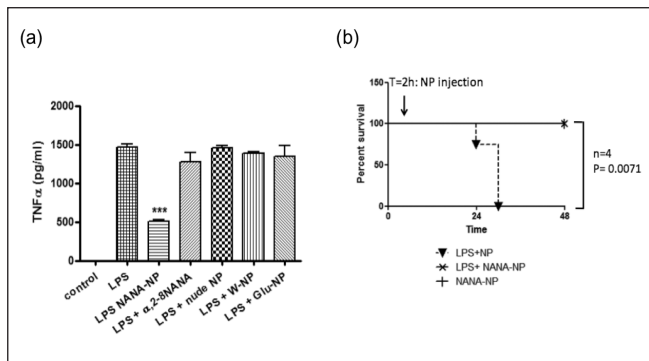 (a)
(b)
2000
1500
1000
500
0
TNFα (pg/ml)
***
control
LPS
LPS NANA-NP
LPS + α,2-8NANA
LPS + nude NP
LPS + W-NP
LPS + Glu-NP
T=2h: NP injection
150
100
50
0
Percent survival
0
24
48
Time
n=4
P= 0.0071
LPS+NP
LPS+ NANA-NP
NANA-NP